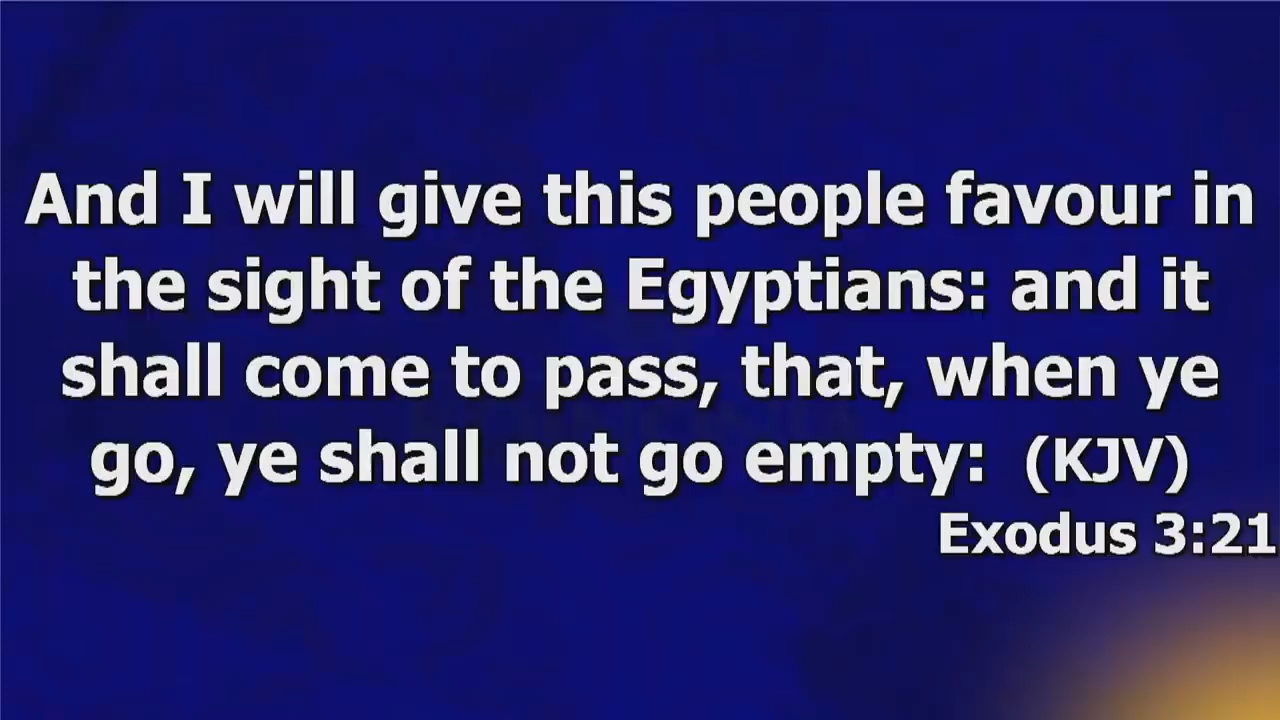 And I will give this people favour in
the sight of the Egyptians: and it
shall come to pass, that, when ye
go, ye shall not go empty: (KJV)
Exodus 3:21